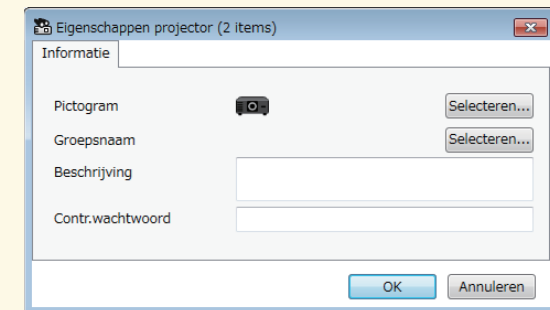 Eigenschappen projector (2 items)
Informatie
Pictogram Selecteren...
Groepsnaam Selecteren...
Beschrijving
Contr.wachtwoord
OK Annuleren